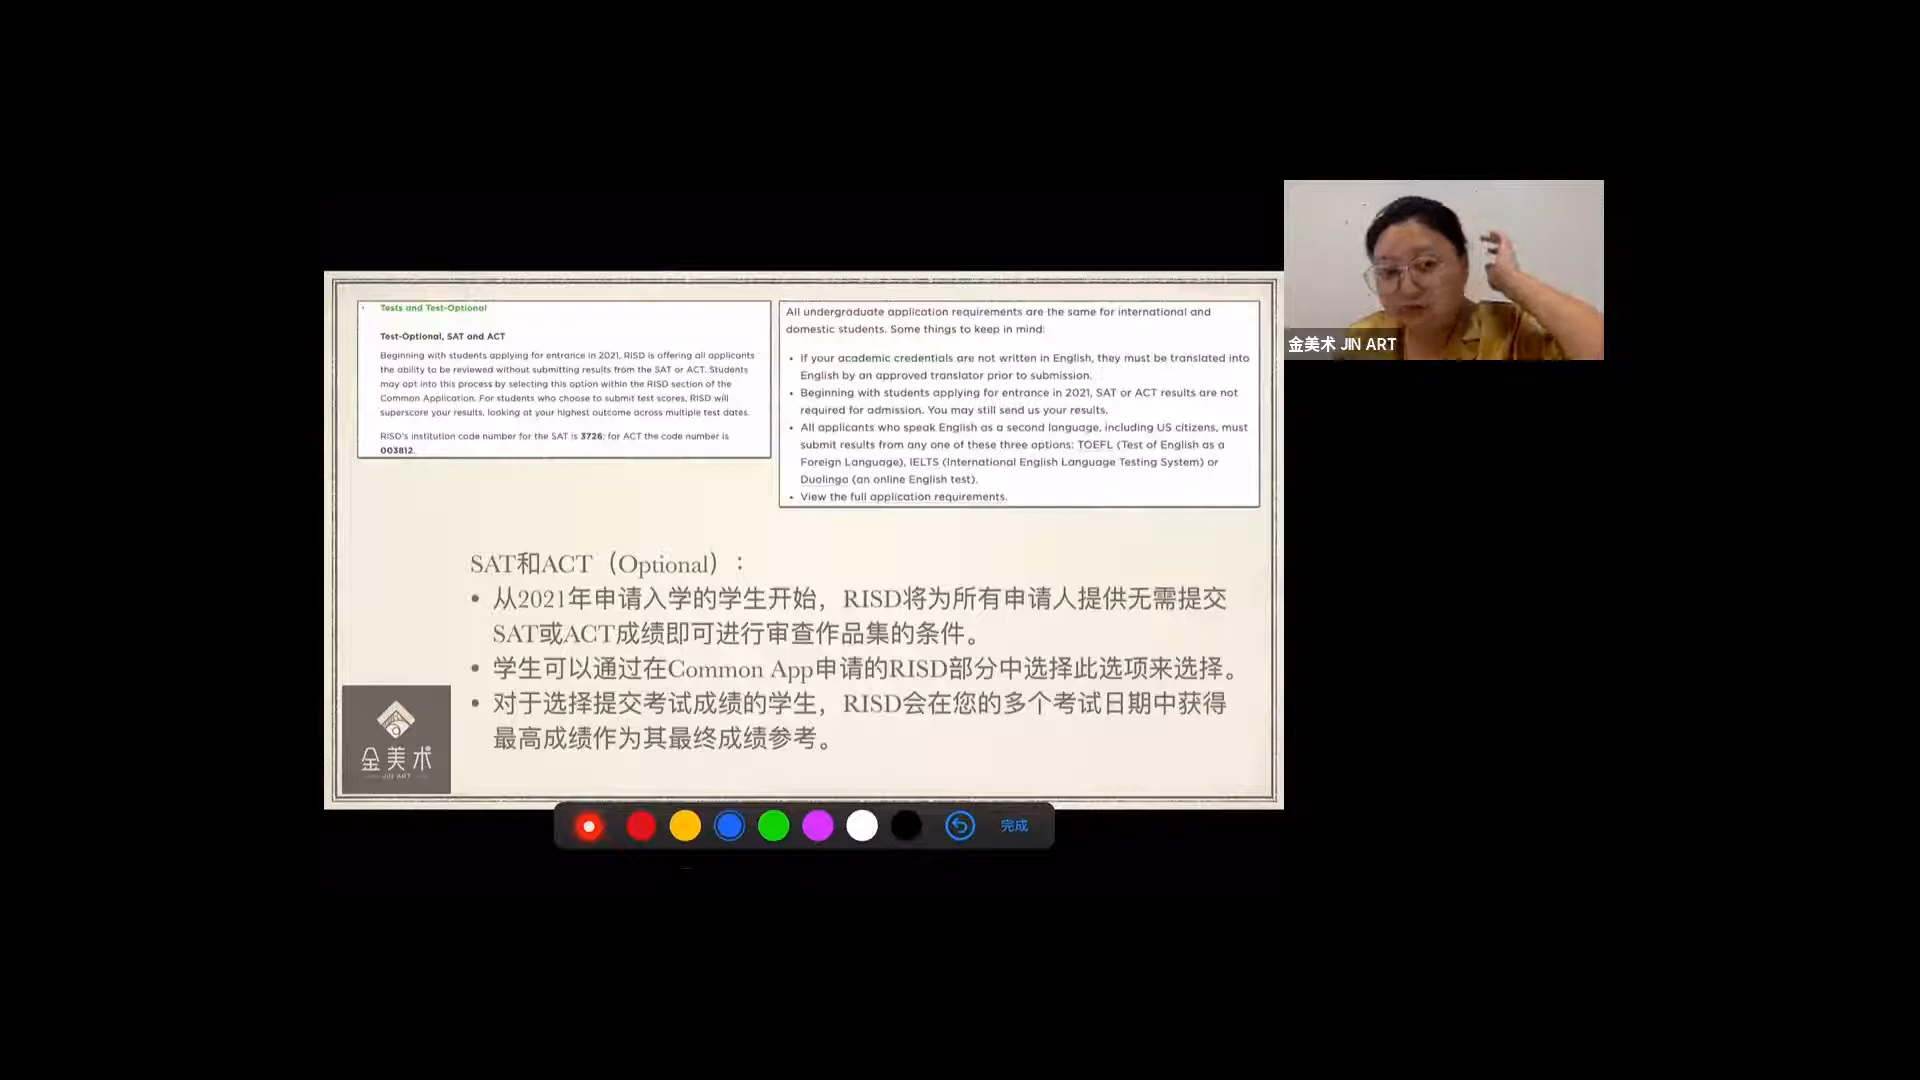 Tests and Test-Optional
Test-Optional, SAT and ACT
Beginning with students applying for entrance in 2021, RISD is offering all applicants
the ability to be reviewed without submitting results from the SAT or ACT. Students
may opt into this process by selecting this option within the RISD section of the
Common Application. For students who choose to submit test scores, RISD will
superscore your results, looking at your highest outcome across multiple test dates.
RISD's institution code number for the SAT is 3726; for ACT the code number is
003812.
All undergraduate application requirements are the same for international and
domestic students. Some things to keep in mind:
• If your academic credentials are not written in English, they must be translated into
English by an approved translator prior to submission.
• Beginning with students applying for entrance in 2021, SAT or ACT results are not
required for admission. You may still send us your results.
• All applicants who speak English as a second language, including US citizens, must
submit results from any one of these three options: TOEFL (Test of English as a
Foreign Language), IELTS (International English Language Testing System) or
Duolingo (an online English test).
• View the full application requirements.
金美术 JIN ART
SAT和ACT（Optional）：
• 从2021年申请入学的学生开始，RISD将为所有申请人提供无需提交
SAT或ACT成绩即可进行审查作品集的条件。
• 学生可以通过在Common App申请的RISD部分中选择此选项来选择。
• 对于选择提交考试成绩的学生，RISD会在您的多个考试日期中获得
最高成绩作为其最终成绩参考。
金美术
JIN ART
完成